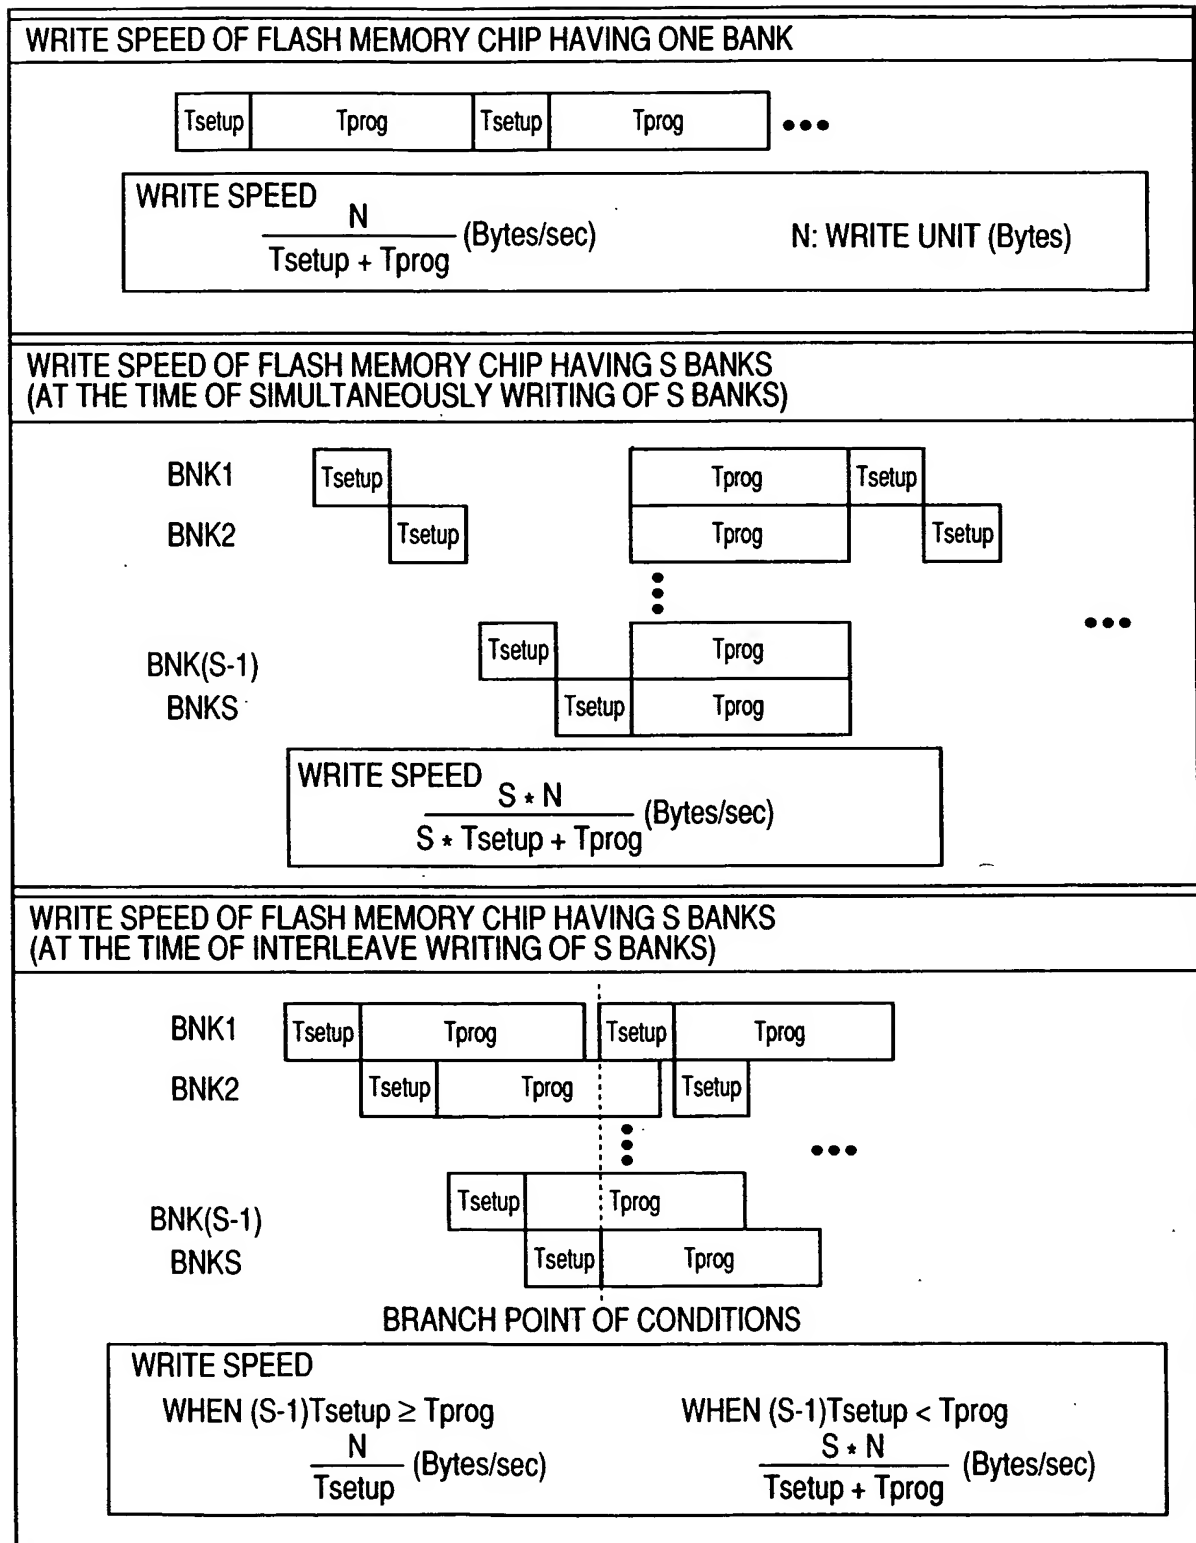 WRITE SPEED OF FLASH MEMORY CHIP HAVING ONE BANK
Tsetup Tprog Tsetup Tprog •••
WRITE SPEED
N
Tsetup + Tprog
(Bytes/sec)
N: WRITE UNIT (Bytes)
WRITE SPEED OF FLASH MEMORY CHIP HAVING S BANKS
(AT THE TIME OF SIMULTANEOUSLY WRITING OF S BANKS)
BNK1 Tsetup Tprog Tsetup
BNK2 Tsetup Tprog Tsetup
•••
BNK(S-1) Tsetup Tprog
BNKS Tsetup Tprog
WRITE SPEED
S * N
S * Tsetup + Tprog
(Bytes/sec)
WRITE SPEED OF FLASH MEMORY CHIP HAVING S BANKS
(AT THE TIME OF INTERLEAVE WRITING OF S BANKS)
BNK1 Tsetup Tprog Tsetup Tprog
BNK2 Tsetup Tprog Tsetup
•••
BNK(S-1) Tsetup Tprog
BNKS Tsetup Tprog
BRANCH POINT OF CONDITIONS
WRITE SPEED
WHEN (S-1)Tsetup ≥ Tprog
N
Tsetup
(Bytes/sec)
WHEN (S-1)Tsetup < Tprog
S * N
Tsetup + Tprog
(Bytes/sec)